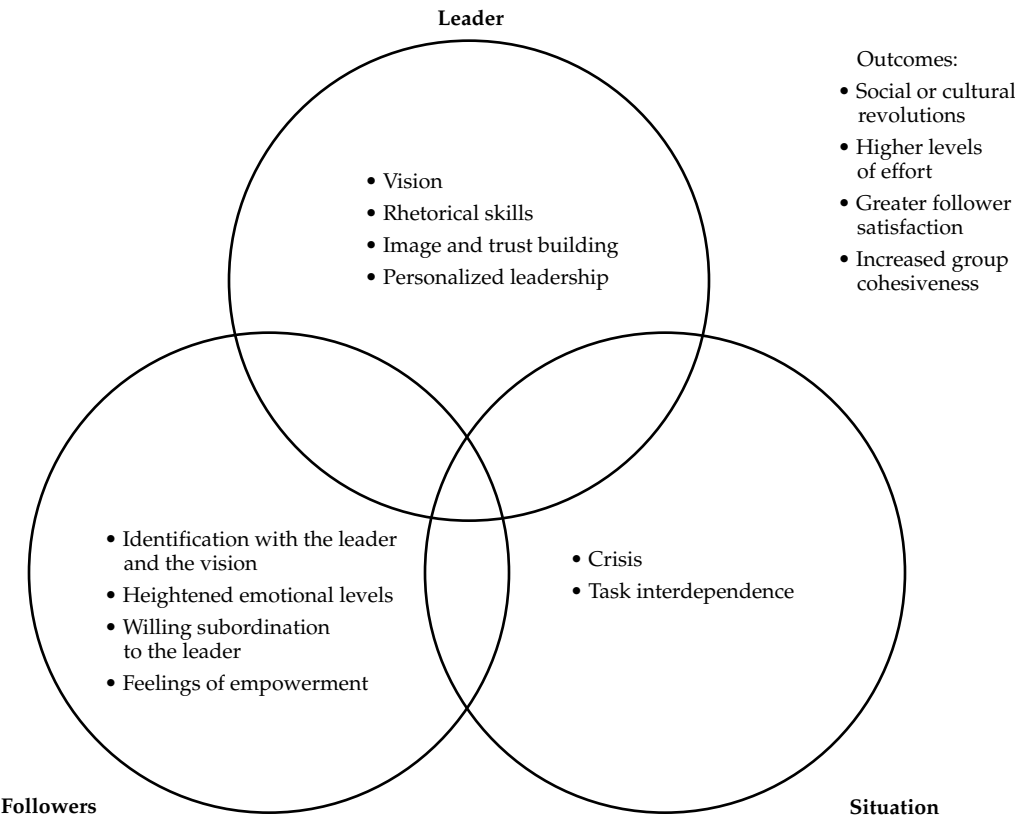 Leader
Outcomes:
• Social or cultural
revolutions
• Higher levels
of effort
• Greater follower
satisfaction
• Increased group
cohesiveness
• Vision
• Rhetorical skills
• Image and trust building
• Personalized leadership
• Identification with the leader
and the vision
• Heightened emotional levels
• Willing subordination
to the leader
• Feelings of empowerment
• Crisis
• Task interdependence
Followers
Situation